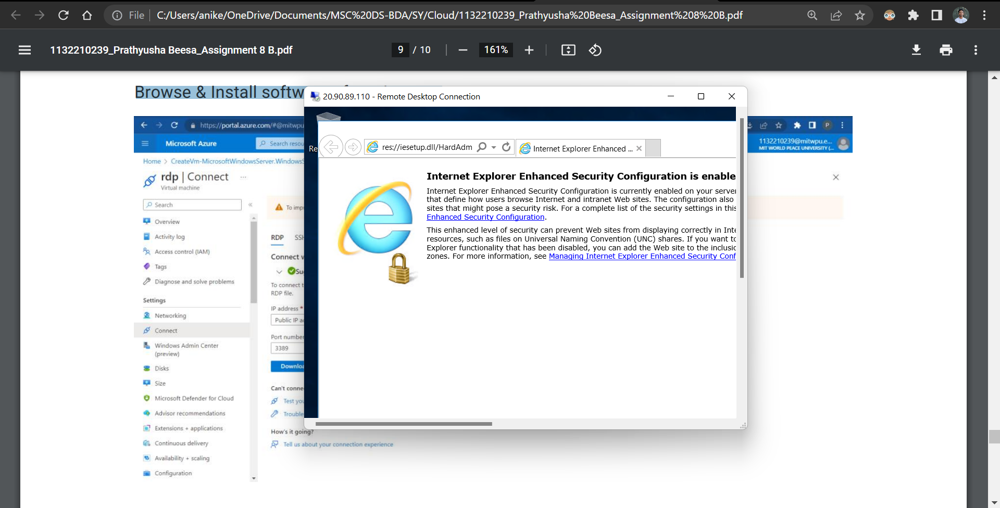 File
C:/Users/anike/OneDrive/Documents/MSC%20DS-BDA/SY/Cloud/1132210239_Prathyusha%20Beesa_Assignment%208%20B.pdf
1132210239_Prathyusha Beesa_Assignment 8 B.pdf
9 / 10
161%
Browse & Install softw
https://portal.azure.com/#@mitwpu
P
Microsoft Azure
Search resou
1132210239@mitwpu.e...
MIT WORLD PEACE UNIVERSITY (...
Home > CreateVm-MicrosoftWindowsServer.WindowsS
rdp | Connect ...
Virtual machine
Search
«
Overview
Activity log
Access control (IAM)
Tags
Diagnose and solve problems
Settings
Networking
Connect
Windows Admin Center
(preview)
Disks
Size
Microsoft Defender for Cloud
Advisor recommendations
Extensions + applications
Continuous delivery
Availability + scaling
Configuration
To imp
RDP SSH
Connect w
Su
To connect t
RDP file.
IP address *
Public IP a
Port number
3389
Downloa
Can't conne
Test you
Trouble
How's it going?
Tell us about your connection experience
20.90.89.110 - Remote Desktop Connection
Re
res://iesetup.dll/HardAdm
Internet Explorer Enhanced ...
Internet Explorer Enhanced Security Configuration is enable
Internet Explorer Enhanced Security Configuration is currently enabled on your server
that define how users browse Internet and intranet Web sites. The configuration also
sites that might pose a security risk. For a complete list of the security settings in this
Enhanced Security Configuration.
This enhanced level of security can prevent Web sites from displaying correctly in Inte
resources, such as files on Universal Naming Convention (UNC) shares. If you want to
Explorer functionality that has been disabled, you can add the Web site to the inclusio
zones. For more information, see Managing Internet Explorer Enhanced Security Conf